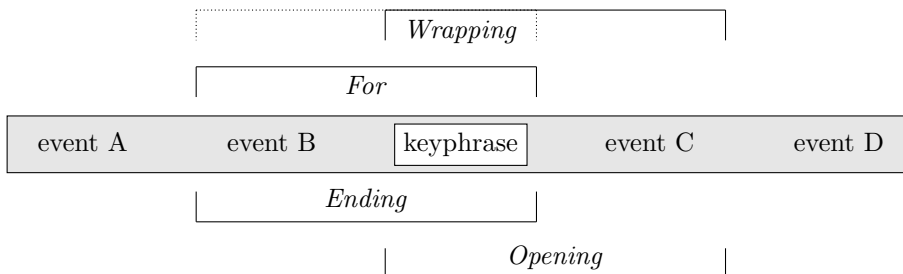 Wrapping
For
event A event B keyphrase event C event D
Ending
Opening